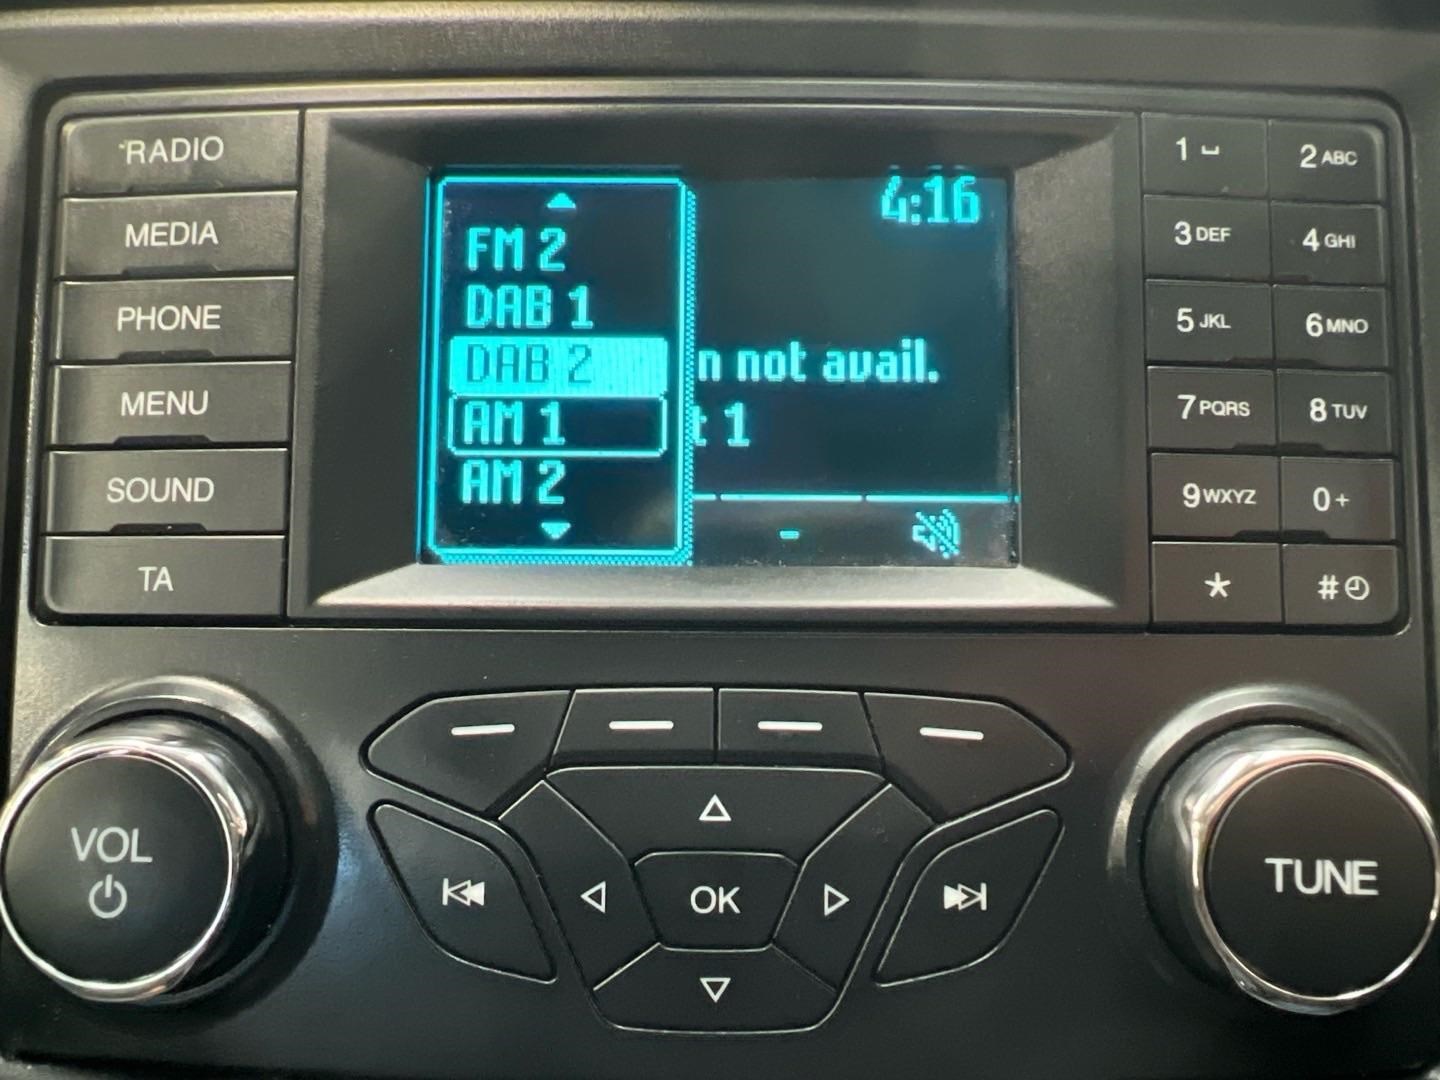 RADIO
MEDIA
PHONE
MENU
SOUND
TA
FM 2
DAB 1
DAB 2
AM 1
AM 2
4:16
not avail.
1
-
1 ⎵
2 ABC
3 DEF
4 GHI
5 JKL
6 MNO
7 PQRS
8 TUV
9 WXYZ
0 +
*
#
VOL
OK
TUNE